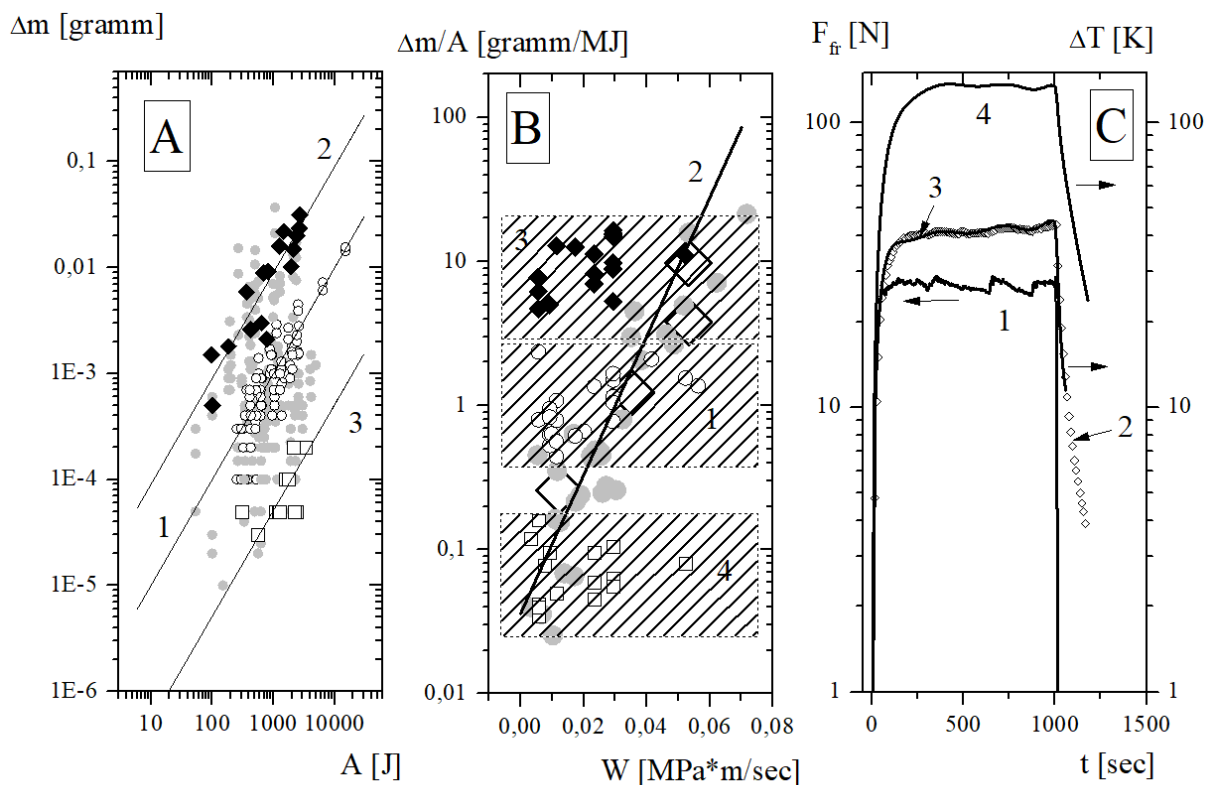 Δm [gramm]
A
0,1
0,01
1E-3
1E-4
1E-5
1E-6
2
1
3
10 100 1000 10000
A [J]
Δm/A [gramm/MJ]
B
100
10
1
0,1
0,01
2
3
1
4
0,00 0,02 0,04 0,06 0,08
W [MPa*m/sec]
F_fr [N]
ΔT [K]
C
100
10
1
100
10
1
4
3
1
2
0 500 1000 1500
t [sec]